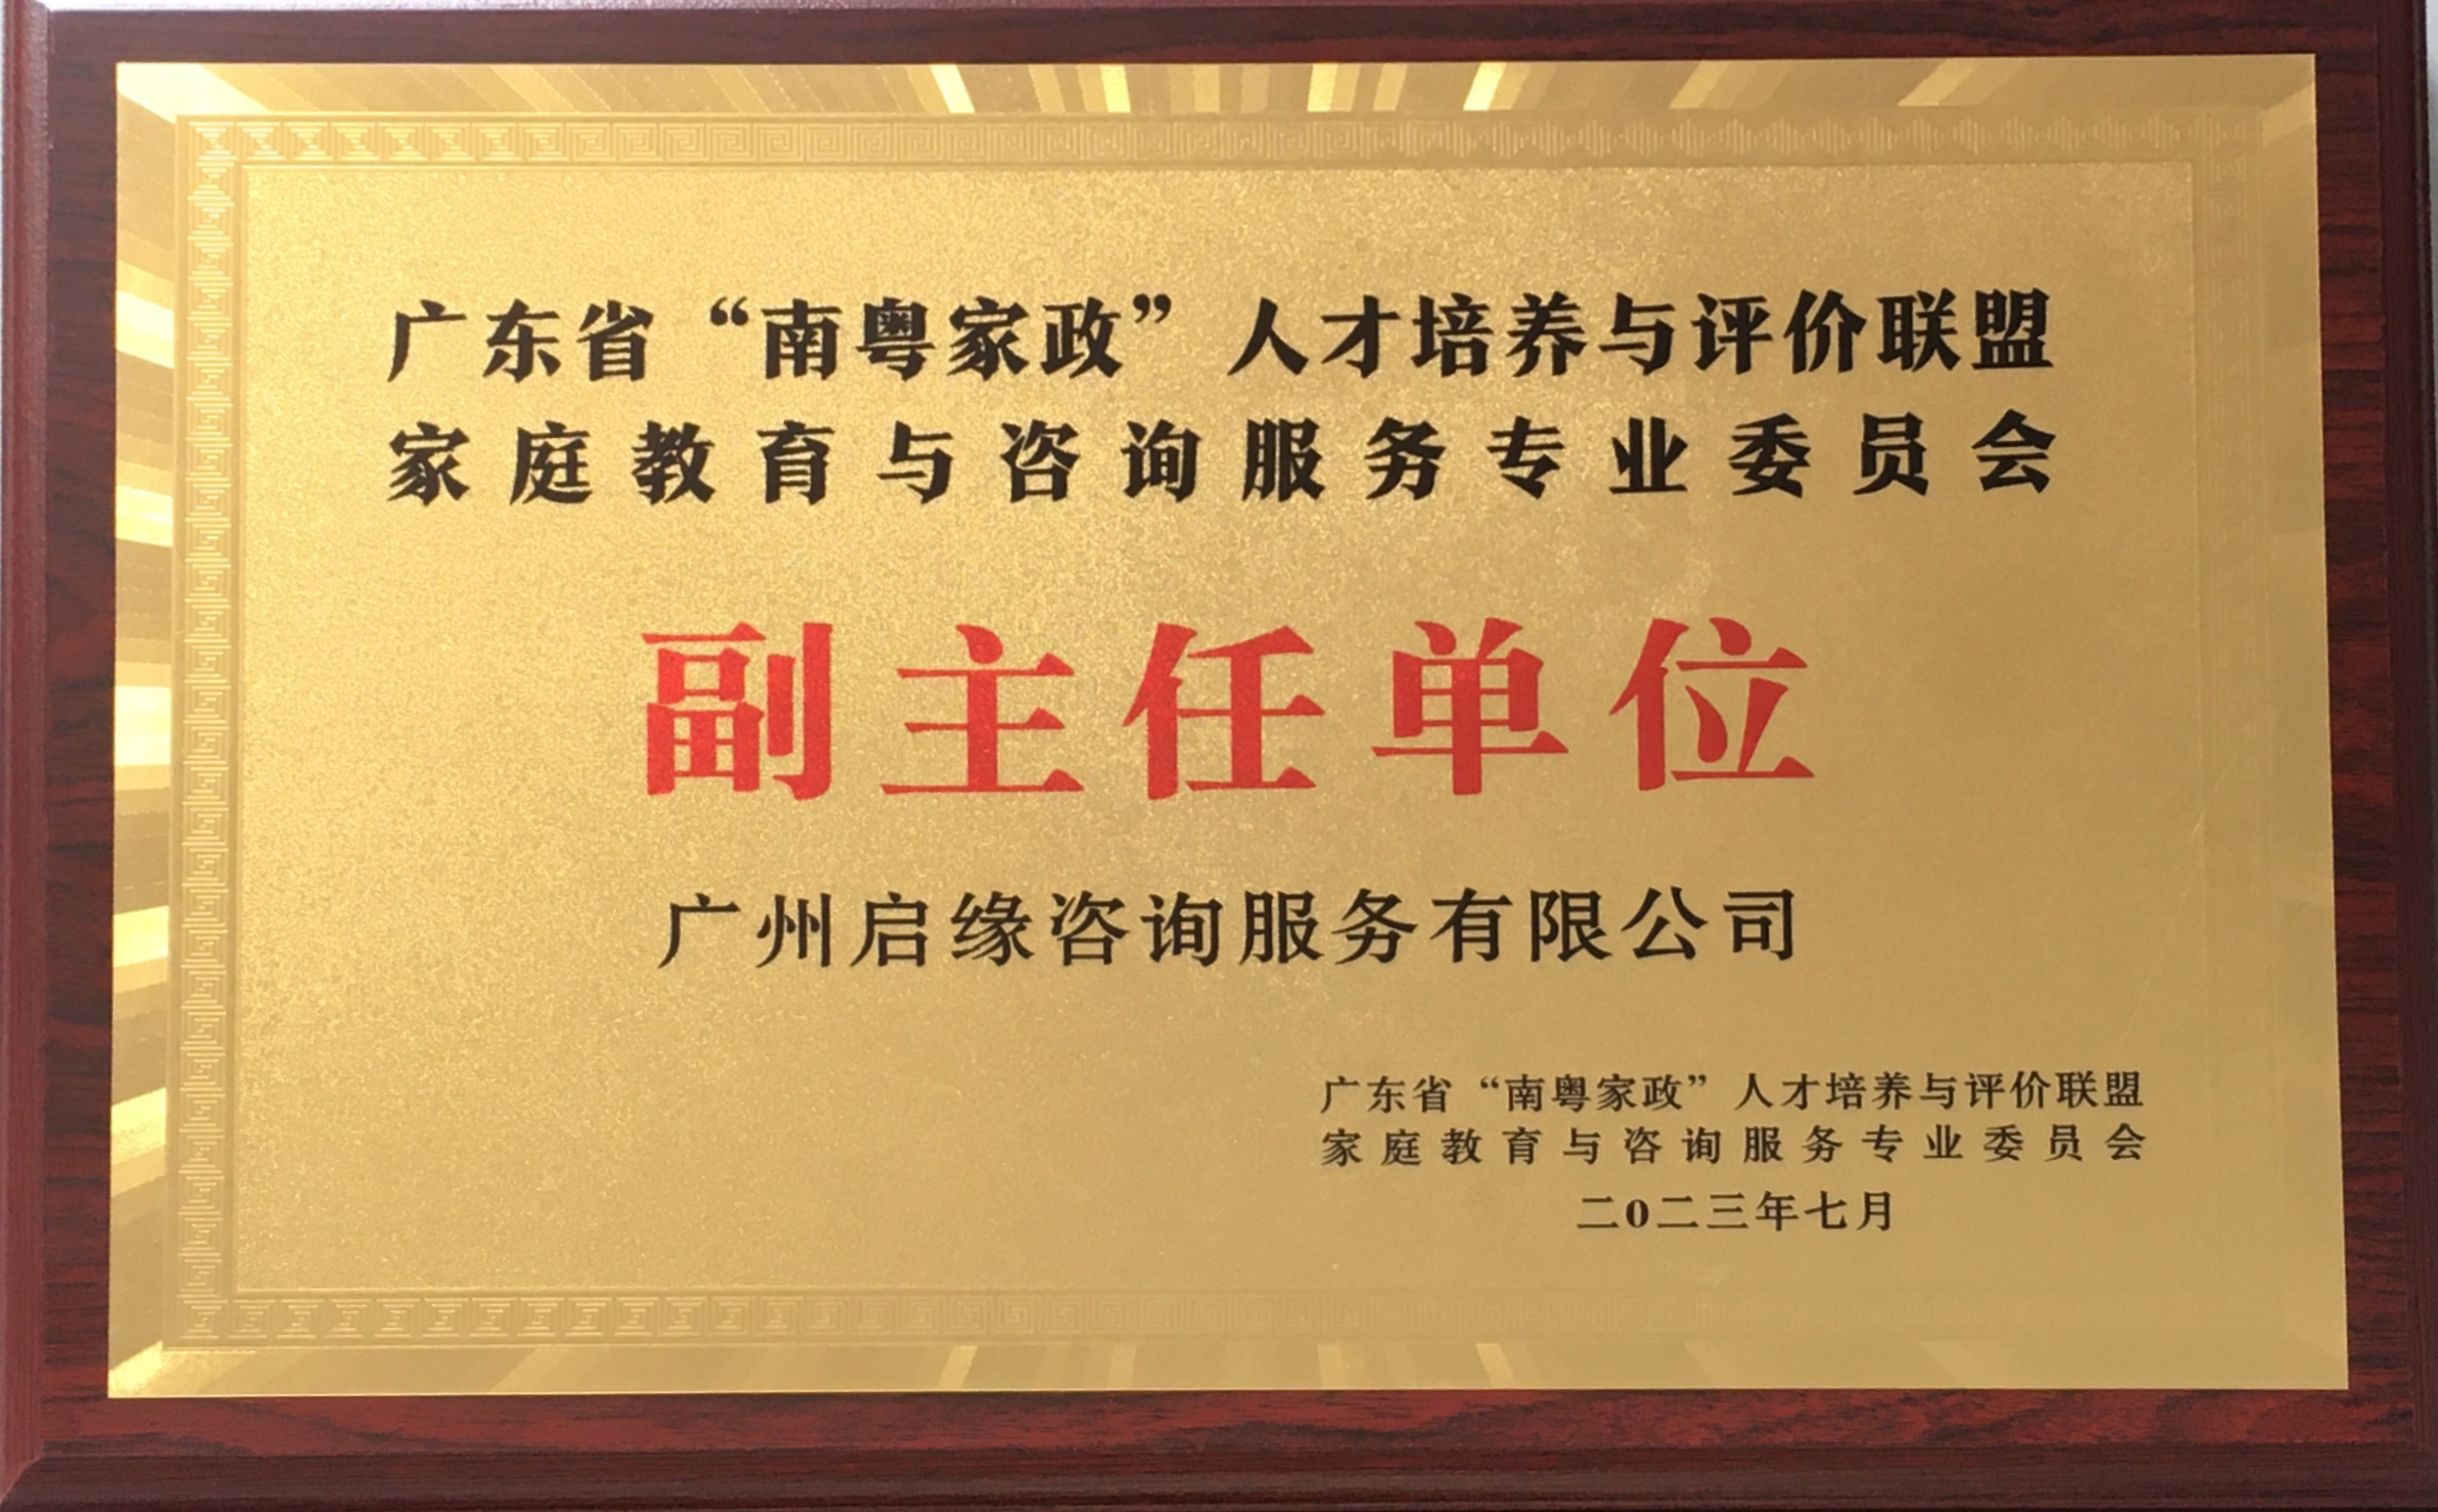 广东省“南粤家政”人才培养与评价联盟
家庭教育与咨询服务专业委员会
副主任单位
广州启缘咨询服务有限公司
广东省“南粤家政”人才培养与评价联盟
家庭教育与咨询服务专业委员会
二0二三年七月